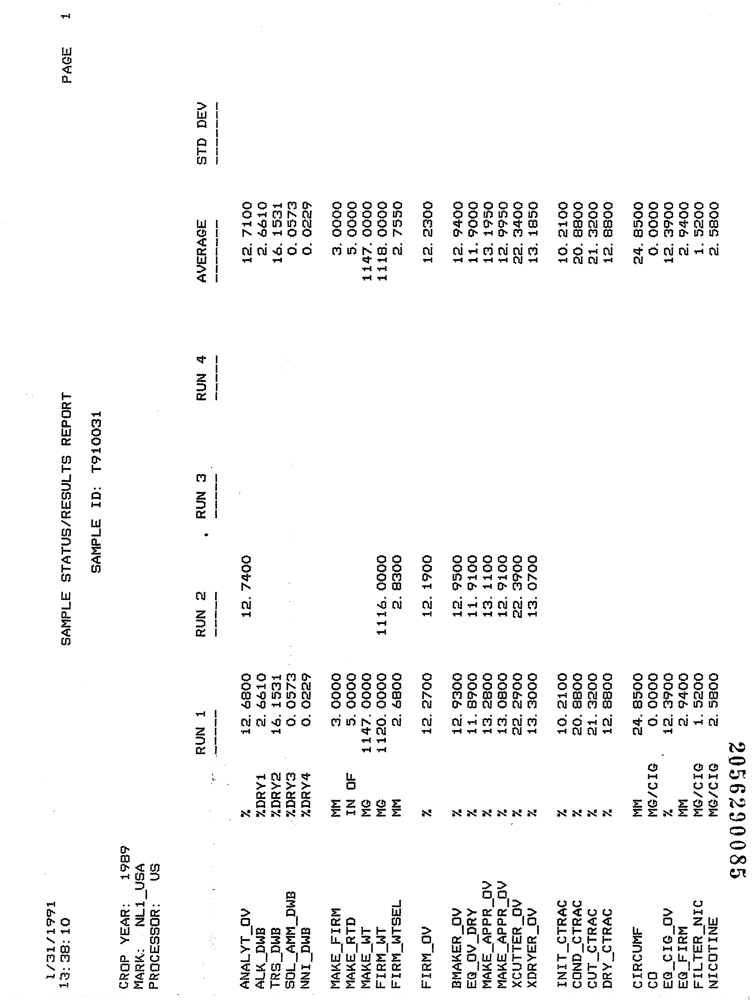 1/31/1991 SAMPLE STATUS/RESULTS REPORT PAGE 1
13:38:10
SAMPLE ID: T910031
CROP YEAR: 1989
MARK: NL1_USA
PROCESSOR: US
RUN 1 RUN 2 RUN 3 RUN 4 AVERAGE STD DEV
ANALYT_OV % 12.6800 12.7400 12.7100
ALK_DWB %DRY1 2.6610 2.6610
TRS_DWB %DRY2 16.1531 16.1531
SOL_AMM_DWB %DRY3 0.0573 0.0573
NNI_DWB %DRY4 0.0229 0.0229
MAKE_FIRM MM 3.0000 3.0000
MAKE_RTD IN OF 5.0000 5.0000
MAKE_WT MG 1147.0000 1147.0000
FIRM_WT MG 1120.0000 1116.0000 1118.0000
FIRM_WTSEL MM 2.6800 2.8300 2.7550
FIRM_OV % 12.2700 12.1900 12.2300
BMAKER_OV % 12.9300 12.9500 12.9400
EQ_OV_DRY % 11.8900 11.9100 11.9000
MAKE_APPR_OV % 13.2800 13.1100 13.1950
MAKE_APPR_OV % 13.0800 12.9100 12.9950
XCUTTER_OV % 22.2900 22.3900 22.3400
XDRYER_OV % 13.3000 13.0700 13.1850
INIT_CTRAC % 10.2100 10.2100
COND_CTRAC % 20.8800 20.8800
CUT_CTRAC % 21.3200 21.3200
DRY_CTRAC % 12.8800 12.8800
CIRCUMF MM 24.8500 24.8500
CO MG/CIG 0.0000 0.0000
EQ_CIG_OV % 12.3900 12.3900
EQ_FIRM MM 2.9400 2.9400
FILTER_NIC MG/CIG 1.5200 1.5200
NICOTINE MG/CIG 2.5800 2.5800
2056290085